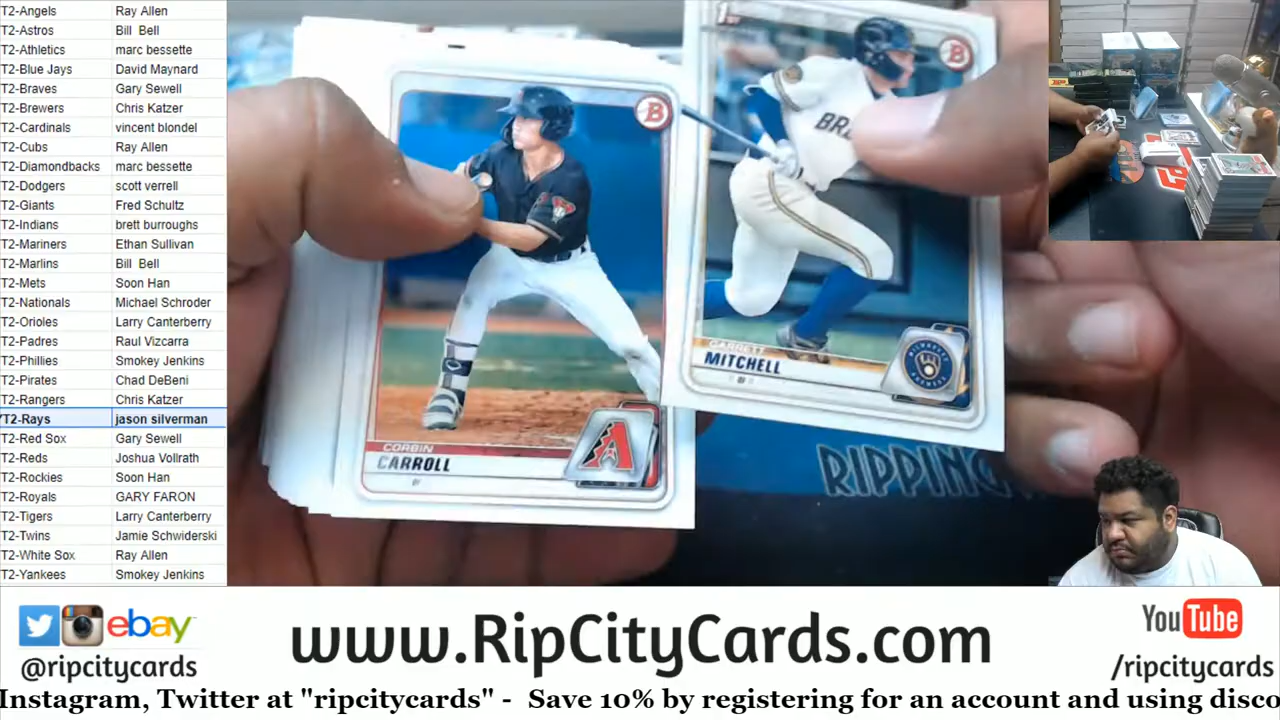 T2-Angels Ray Allen
T2-Astros Bill Bell
T2-Athletics marc bessette
T2-Blue Jays David Maynard
T2-Braves Gary Sewell
T2-Brewers Chris Katzer
T2-Cardinals vincent blondel
T2-Cubs Ray Allen
T2-Diamondbacks marc bessette
T2-Dodgers scott verrell
T2-Giants Fred Schultz
T2-Indians brett burroughs
T2-Mariners Ethan Sullivan
T2-Marlins Bill Bell
T2-Mets Soon Han
T2-Nationals Michael Schroder
T2-Orioles Larry Canterberry
T2-Padres Raul Vizcarra
T2-Phillies Smokey Jenkins
T2-Pirates Chad DeBeni
T2-Rangers Chris Katzer
T2-Rays jason silverman
T2-Red Sox Gary Sewell
T2-Reds Joshua Vollrath
T2-Rockies Soon Han
T2-Royals GARY FARON
T2-Tigers Larry Canterberry
T2-Twins Jamie Schwiderski
T2-White Sox Ray Allen
T2-Yankees Smokey Jenkins
B
CORBIN
CARROLL
A
1st
B
BR
GARRETT
MITCHELL
MILWAUKEE
BREWERS
RIPPING
ebay
@ripcitycards
www.RipCityCards.com
YouTube
/ripcitycards
Instagram, Twitter at "ripcitycards" - Save 10% by registering for an account and using disco